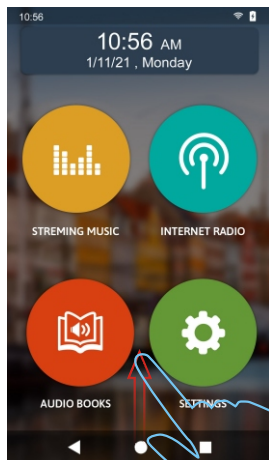 10:56
10:56 AM
1/11/21 , Monday
STREMING MUSIC
INTERNET RADIO
AUDIO BOOKS
SETTINGS